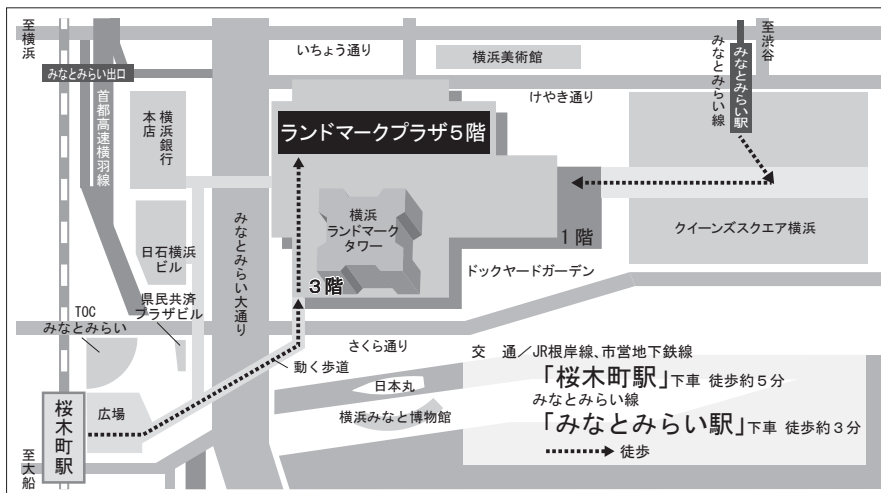 至横浜
いちょう通り
横浜美術館
至渋谷
みなとみらい線
みなとみらい駅
みなとみらい出口
けやき通り
首都高速横羽線
横浜銀行
本店
ランドマークプラザ5階
横浜
ランドマーク
タワー
1階
クイーンズスクエア横浜
みなとみらい大通り
日石横浜
ビル
3階
ドックヤードガーデン
県民共済
プラザビル
TOC
みなとみらい
さくら通り
動く歩道
日本丸
横浜みなと博物館
広場
桜木町駅
至大船
交 通/JR根岸線、市営地下鉄線
「桜木町駅」下車 徒歩約5分
みなとみらい線
「みなとみらい駅」下車 徒歩約3分
徒歩